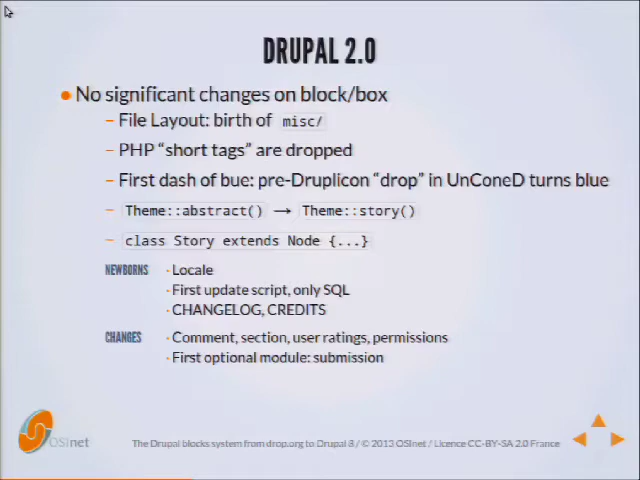 DRUPAL 2.0
No significant changes on block/box
– File Layout: birth of misc/
– PHP “short tags” are dropped
– First dash of bue: pre-Druplicon “drop” in UnConeD turns blue
– Theme::abstract() → Theme::story()
– class Story extends Node {...}
NEWBORNS · Locale
· First update script, only SQL
· CHANGELOG, CREDITS
CHANGES · Comment, section, user ratings, permissions
· First optional module: submission
OSInet
The Drupal blocks system from drop.org to Drupal 8 / © 2013 OSInet / Licence CC-BY-SA 2.0 France